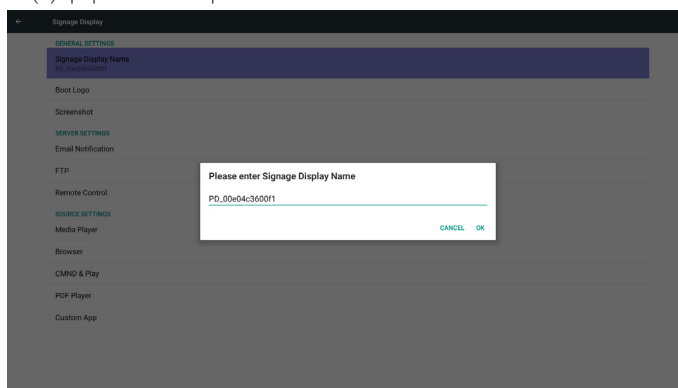 Signage Display
GENERAL SETTINGS
Signage Display Name
PD_00e04c3600f1
Boot Logo
Screenshot
SERVER SETTINGS
Email Notification
FTP
Remote Control
SOURCE SETTINGS
Media Player
Browser
CMND & Play
PDF Player
Custom App
Please enter Signage Display Name
PD_00e04c3600f1
CANCEL OK